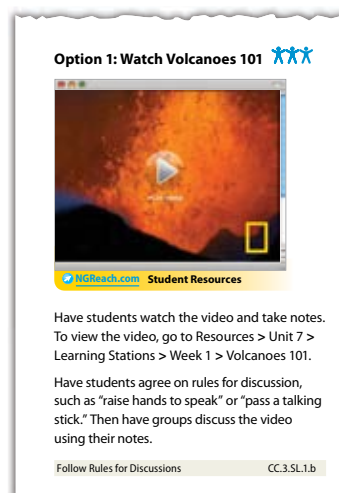 Option 1: Watch Volcanoes 101
PLAY VIDEO
NGReach.com Student Resources
Have students watch the video and take notes.
To view the video, go to Resources > Unit 7 >
Learning Stations > Week 1 > Volcanoes 101.
Have students agree on rules for discussion,
such as “raise hands to speak” or “pass a talking
stick.” Then have groups discuss the video
using their notes.
Follow Rules for Discussions CC.3.SL.1.b